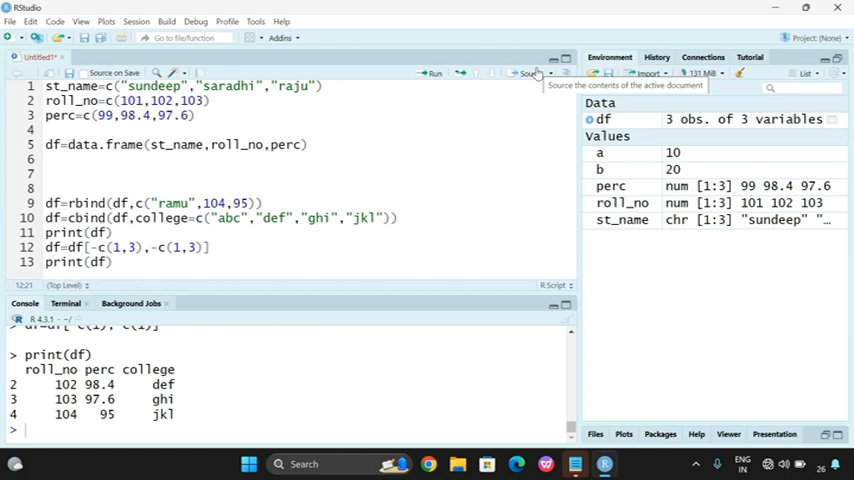 RStudio
File Edit Code View Plots Session Build Debug Profile Tools Help
Go to file/function
Addins
Project: (None)
Untitled1*
Source on Save
Run
Source the contents of the active document
1 st_name=c("sundeep","saradhi","raju")
2 roll_no=c(101,102,103)
3 perc=c(99,98.4,97.6)
4
5 df=data.frame(st_name,roll_no,perc)
6
7
8
9 df=rbind(df,c("ramu",104,95))
10 df=cbind(df,college=c("abc","def","ghi","jkl"))
11 print(df)
12 df=df[-c(1,3),-c(1,3)]
13 print(df)
12:21 (Top Level) R Script
Console Terminal Background Jobs
R 4.3.1 · ~/
> print(df)
roll_no perc college
2 102 98.4 def
3 103 97.6 ghi
4 104 95 jkl
>
Environment History Connections Tutorial
Import 131 MiB List
Data
df 3 obs. of 3 variables
Values
a 10
b 20
perc num [1:3] 99 98.4 97.6
roll_no num [1:3] 101 102 103
st_name chr [1:3] "sundeep" "…
Files Plots Packages Help Viewer Presentation
Search
ENG
IN
26